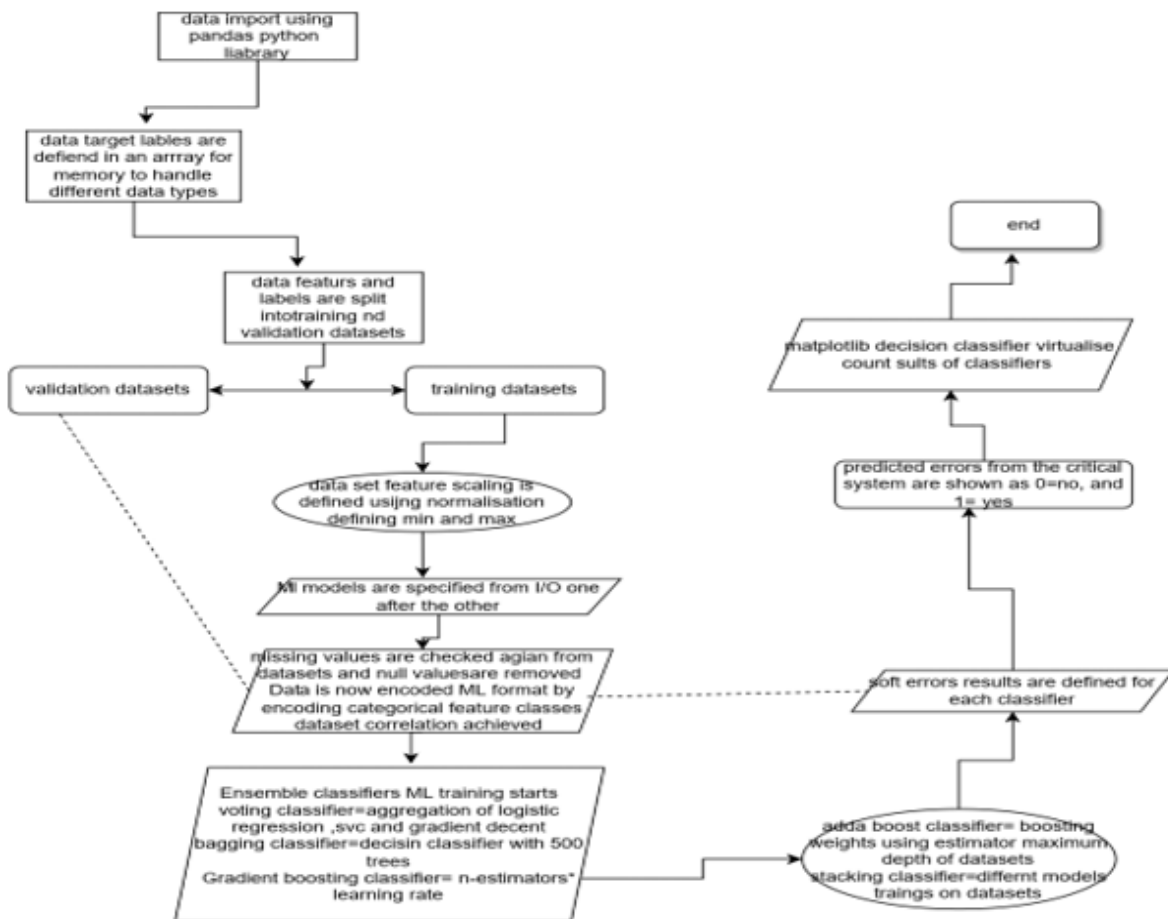 data import using
pandas python
liabrary
data target lables are
defiend in an arrray for
memory to handle
different data types
data featurs and
labels are split
intotraining nd
validation datasets
validation datasets
training datasets
data set feature scaling is
defined usijng normalisation
defining min and max
Ml models are specified from I/O one
after the other
missing values are checked agian from
datasets and null valuesare removed
Data is now encoded ML format by
encoding categorical feature classes
dataset correlation achieved
Ensemble classifiers ML training starts
voting classifier=aggregation of logistic
regression ,svc and gradient decent
bagging classifier=decisin classifier with 500
trees
Gradient boosting classifier= n-estimators*
learning rate
adda boost classifier= boosting
weights using estimator maximum
depth of datasets
stacking classifier=differnt models
traings on datasets
soft errors results are defined for
each classifier
predicted errors from the critical
system are shown as 0=no, and
1= yes
matplotlib decision classifier virtualise
count sults of classifiers
end